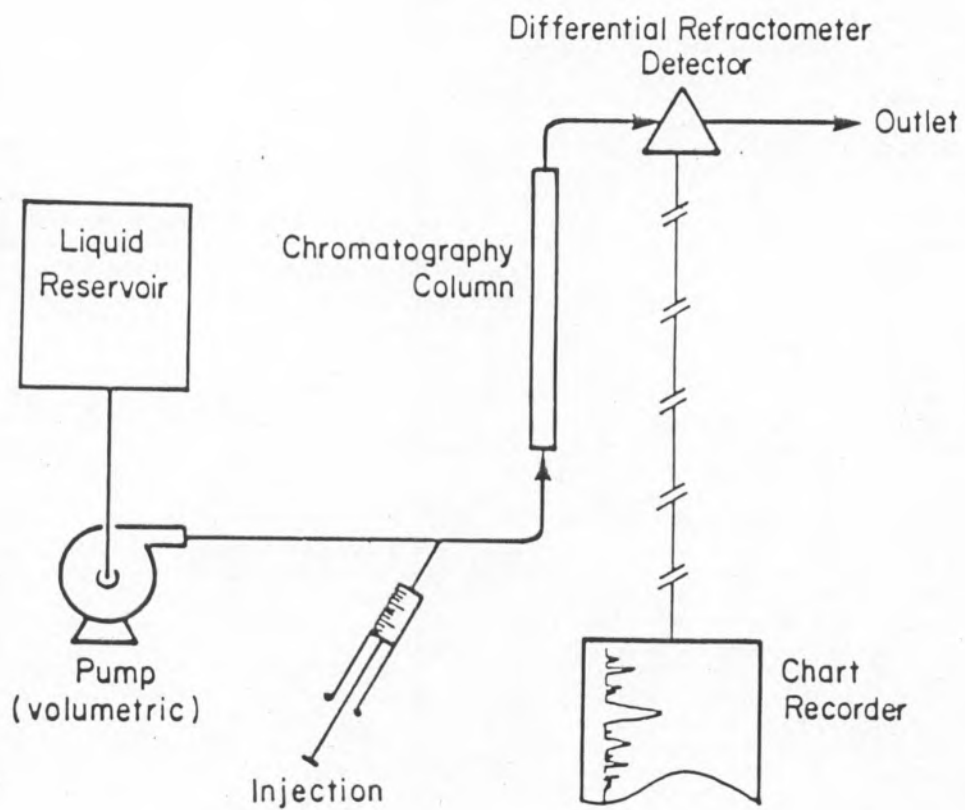 Differential Refractometer
Detector
Outlet
Liquid
Reservoir
Chromatography
Column
Pump
(volumetric)
Injection
Chart
Recorder